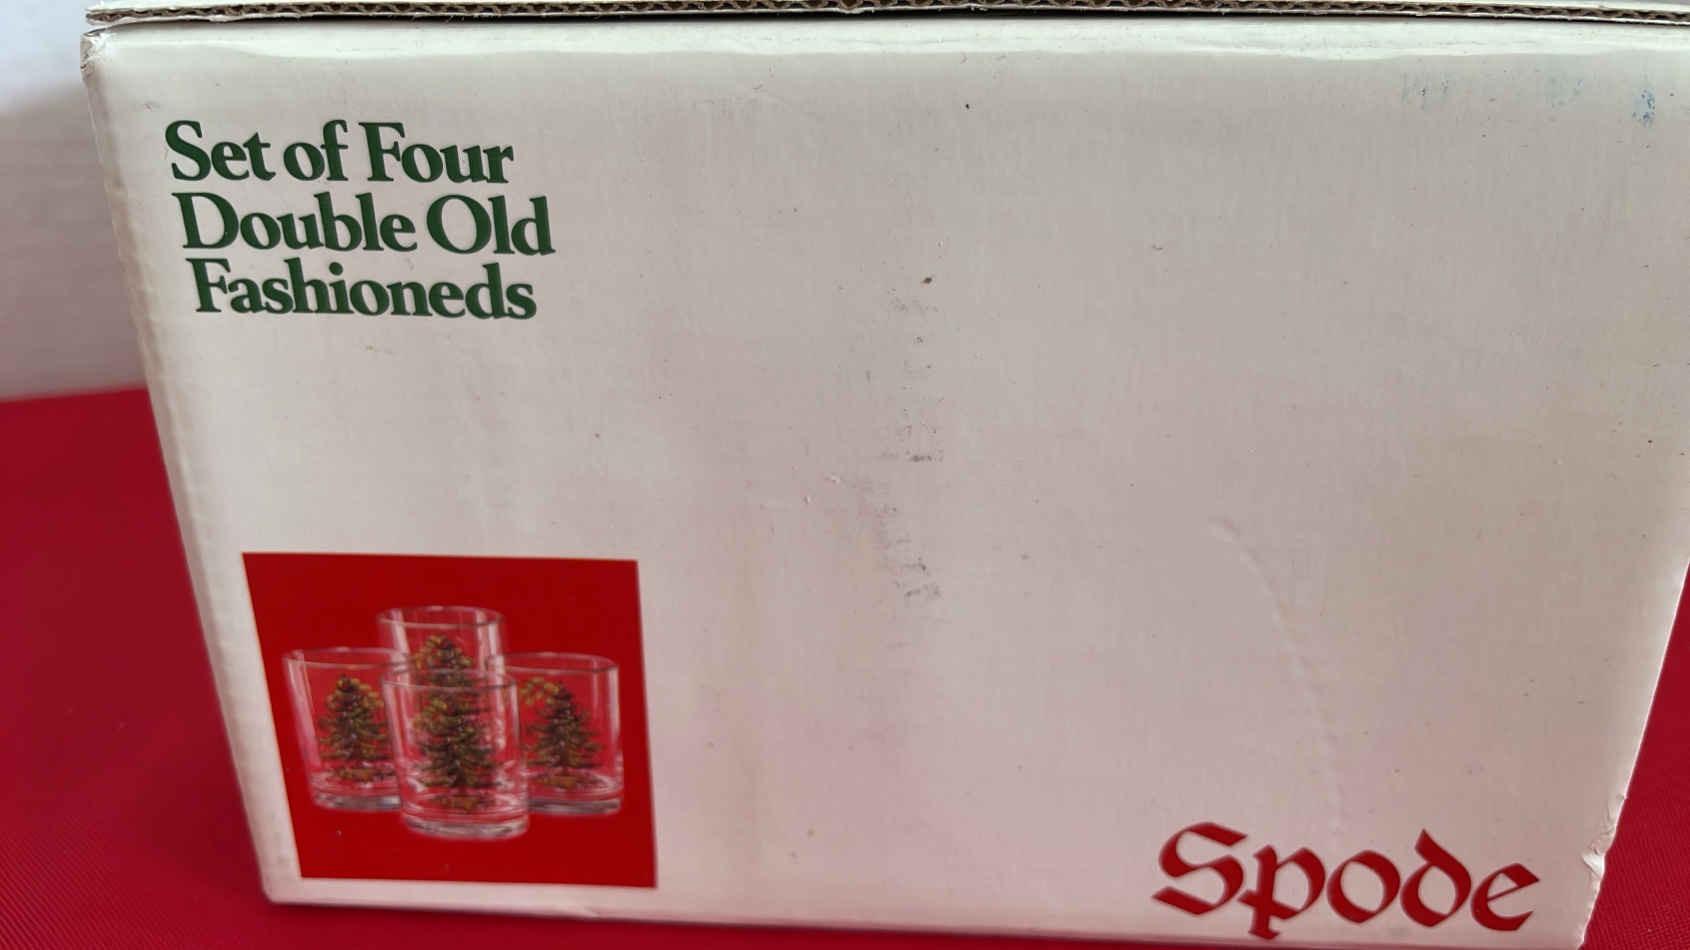 Set of Four
Double Old
Fashioneds
Spode